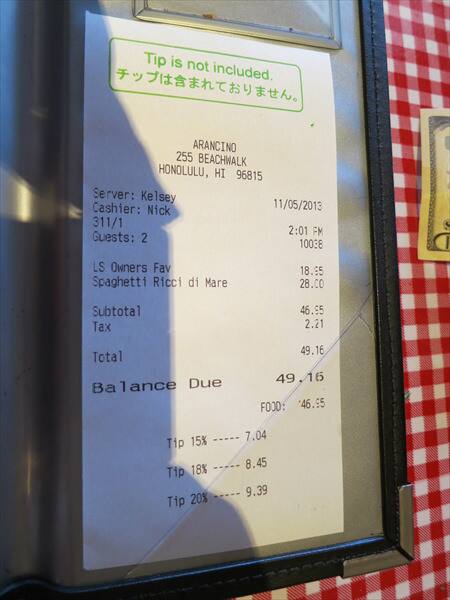 Tip is not included.
チップは含まれておりません。
ARANCINO
255 BEACHWALK
HONOLULU, HI 96815
Server: Kelsey 11/05/2013
Cashier: Nick
311/1 2:01 PM
Guests: 2 10038
LS Owners Fav 18.95
Spaghetti Ricci di Mare 28.00
Subtotal 46.95
Tax 2.21
Total 49.16
Balance Due 49.16
FOOD: 46.95
Tip 15% ----- 7.04
Tip 18% ----- 8.45
Tip 20% ----- 9.39